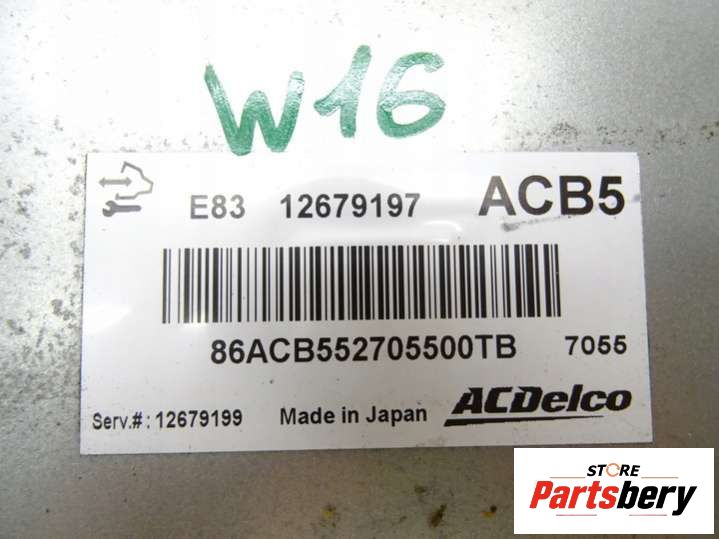 W16
E83 12679197 ACB5
86ACB552705500TB 7055
Serv.#: 12679199 Made in Japan ACDelco
STORE
Partsbery